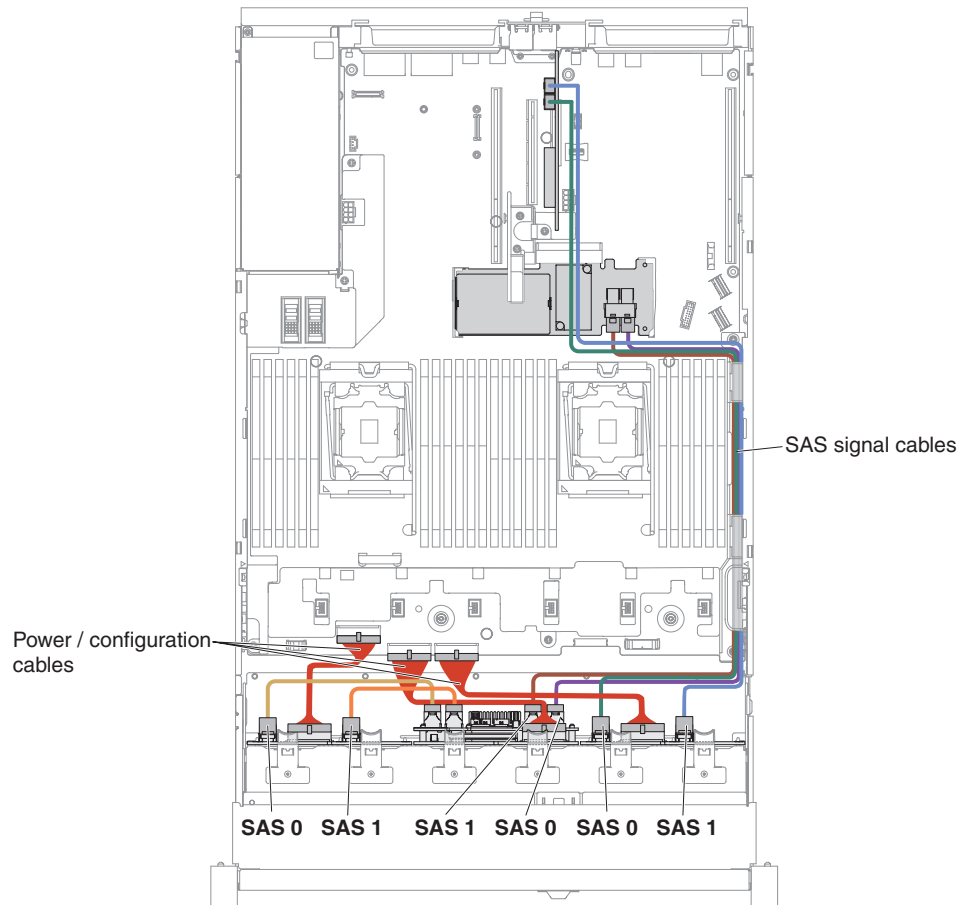 SAS signal cables
Power / configuration
cables
SAS 0 SAS 1 SAS 1 SAS 0 SAS 0 SAS 1